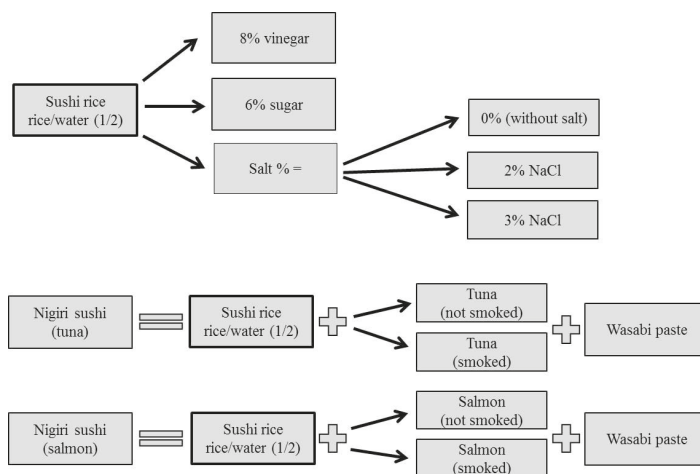 8% vinegar
Sushi rice
rice/water (1/2)
6% sugar
0% (without salt)
Salt % =
2% NaCl
3% NaCl
Nigiri sushi
(tuna)
Sushi rice
rice/water (1/2)
Tuna
(not smoked)
Tuna
(smoked)
Wasabi paste
Nigiri sushi
(salmon)
Sushi rice
rice/water (1/2)
Salmon
(not smoked)
Salmon
(smoked)
Wasabi paste